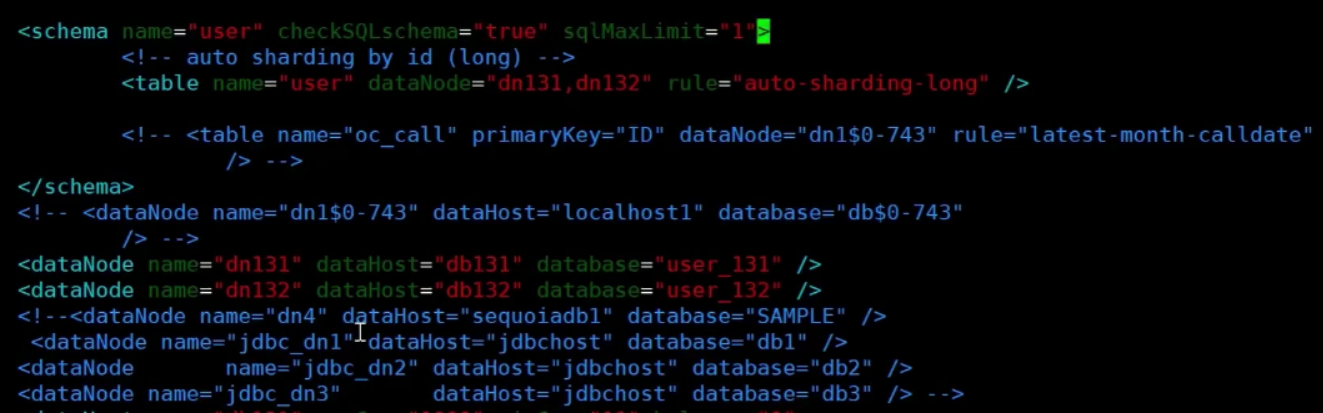 <schema name="user" checkSQLschema="true" sqlMaxLimit="1">
<!-- auto sharding by id (long) -->
<table name="user" dataNode="dn131,dn132" rule="auto-sharding-long" />
<!-- <table name="oc_call" primaryKey="ID" dataNode="dn1$0-743" rule="latest-month-calldate"
/> -->
</schema>
<!-- <dataNode name="dn1$0-743" dataHost="localhost1" database="db$0-743"
/> -->
<dataNode name="dn131" dataHost="db131" database="user_131" />
<dataNode name="dn132" dataHost="db132" database="user_132" />
<!--<dataNode name="dn4" dataHost="sequoiadb1" database="SAMPLE" />
<dataNode name="jdbc_dn1" dataHost="jdbchost" database="db1" />
<dataNode name="jdbc_dn2" dataHost="jdbchost" database="db2" />
<dataNode name="jdbc_dn3" dataHost="jdbchost" database="db3" /> -->